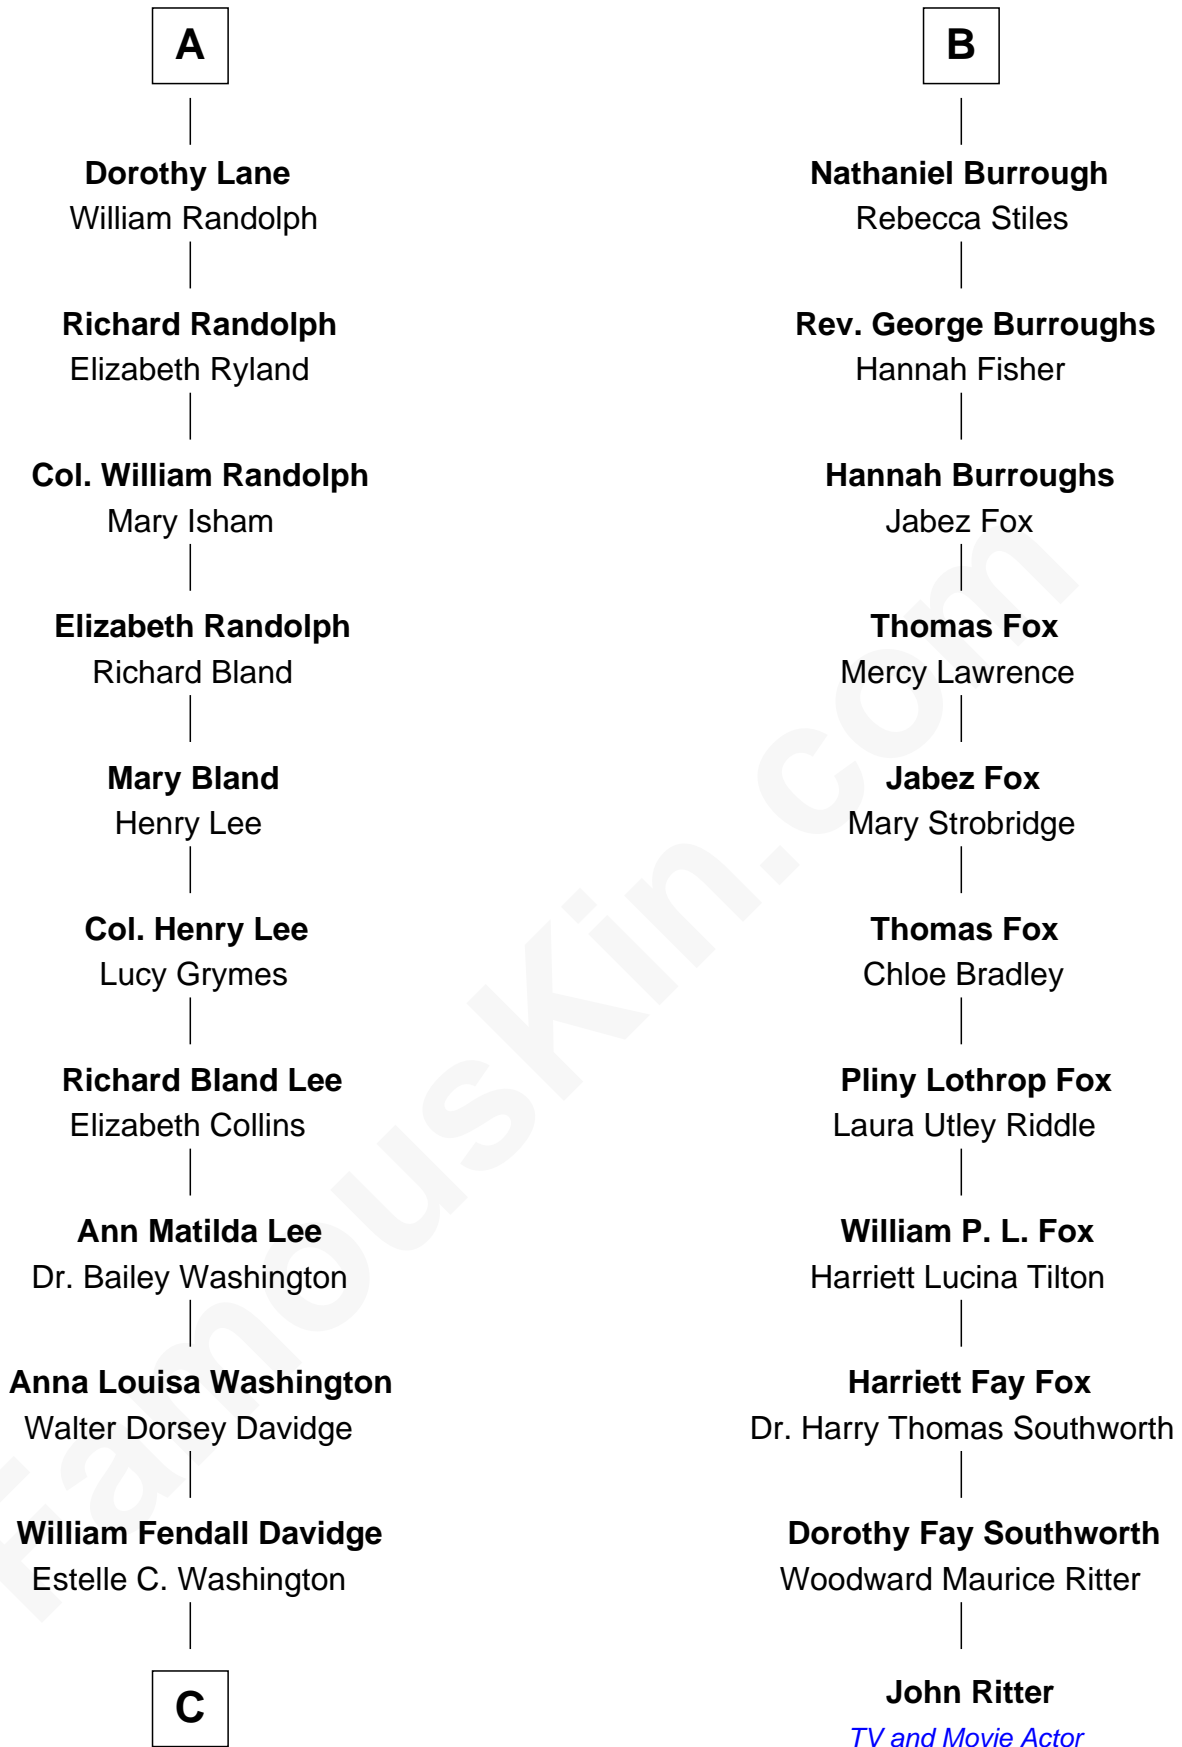 A
Dorothy Lane
William Randolph
Richard Randolph
Elizabeth Ryland
Col. William Randolph
Mary Isham
Elizabeth Randolph
Richard Bland
Mary Bland
Henry Lee
Col. Henry Lee
Lucy Grymes
Richard Bland Lee
Elizabeth Collins
Ann Matilda Lee
Dr. Bailey Washington
Anna Louisa Washington
Walter Dorsey Davidge
William Fendall Davidge
Estelle C. Washington
C
B
Nathaniel Burrough
Rebecca Stiles
Rev. George Burroughs
Hannah Fisher
Hannah Burroughs
Jabez Fox
Thomas Fox
Mercy Lawrence
Jabez Fox
Mary Strobridge
Thomas Fox
Chloe Bradley
Pliny Lothrop Fox
Laura Utley Riddle
William P. L. Fox
Harriett Lucina Tilton
Harriett Fay Fox
Dr. Harry Thomas Southworth
Dorothy Fay Southworth
Woodward Maurice Ritter
John Ritter
TV and Movie Actor
FamousKin.com